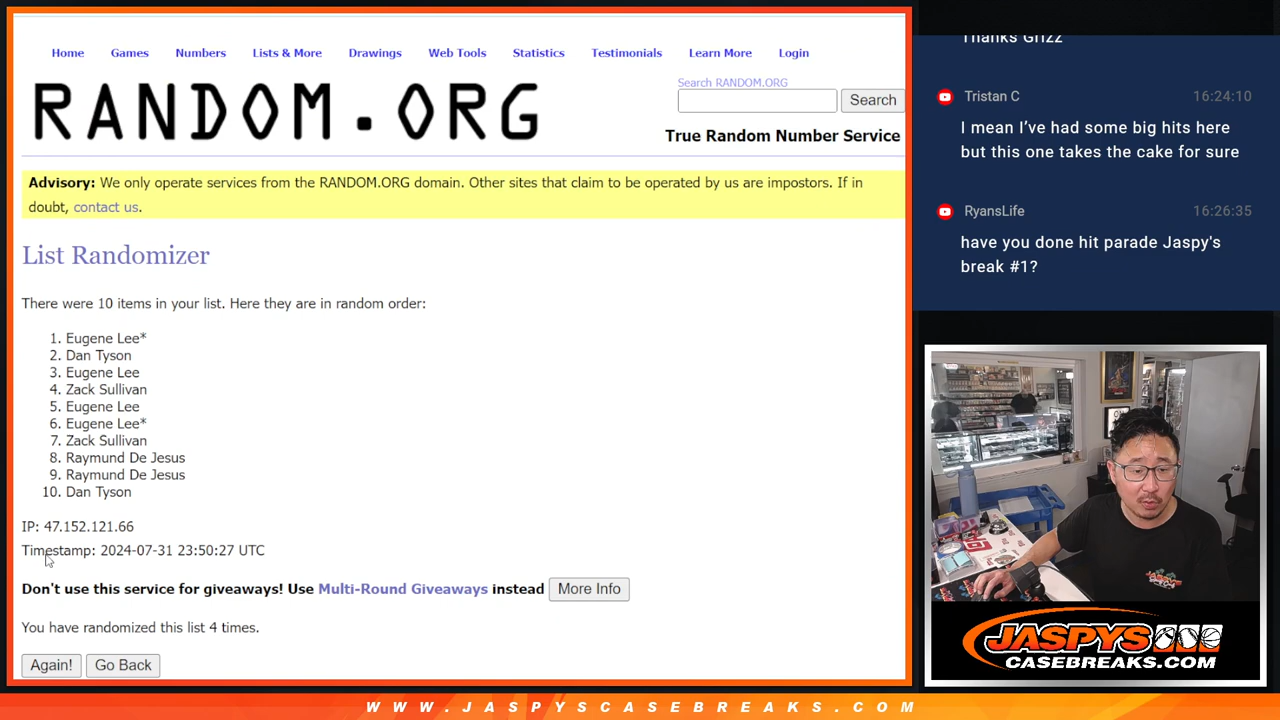 Home Games Numbers Lists & More Drawings Web Tools Statistics Testimonials Learn More Login
RANDOM.ORG
Search RANDOM.ORG
Search
True Random Number Service
Advisory: We only operate services from the RANDOM.ORG domain. Other sites that claim to be operated by us are impostors. If in
doubt, contact us.
List Randomizer
There were 10 items in your list. Here they are in random order:
1. Eugene Lee*
2. Dan Tyson
3. Eugene Lee
4. Zack Sullivan
5. Eugene Lee
6. Eugene Lee*
7. Zack Sullivan
8. Raymund De Jesus
9. Raymund De Jesus
10. Dan Tyson
IP: 47.152.121.66
Timestamp: 2024-07-31 23:50:27 UTC
Don't use this service for giveaways! Use Multi-Round Giveaways instead More Info
You have randomized this list 4 times.
Again! Go Back
Thanks Grizz
Tristan C 16:24:10
I mean I've had some big hits here
but this one takes the cake for sure
RyansLife 16:26:35
have you done hit parade Jaspy's
break #1?
JASPYS
CASEBREAKS.COM
WWW.JASPYSCASEBREAKS.COM